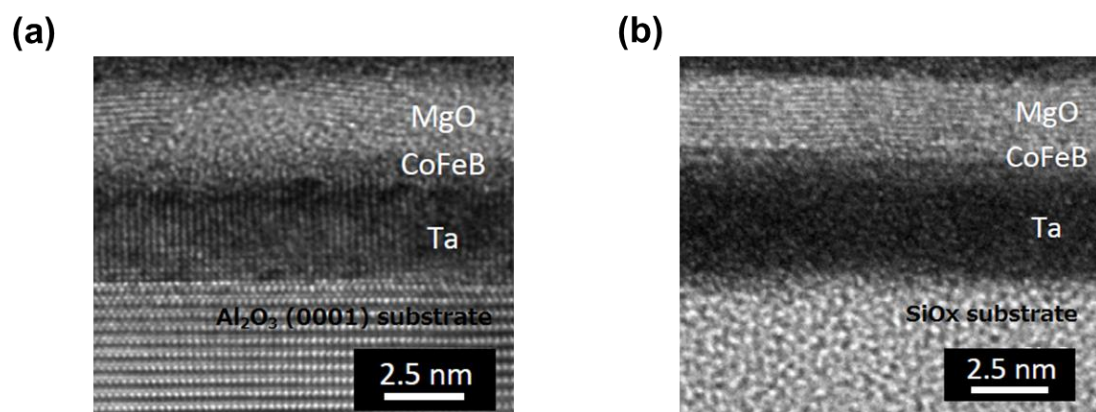 (a)
(b)
MgO
CoFeB
Ta
Al₂O₃ (0001) substrate
2.5 nm
MgO
CoFeB
Ta
SiOx substrate
2.5 nm